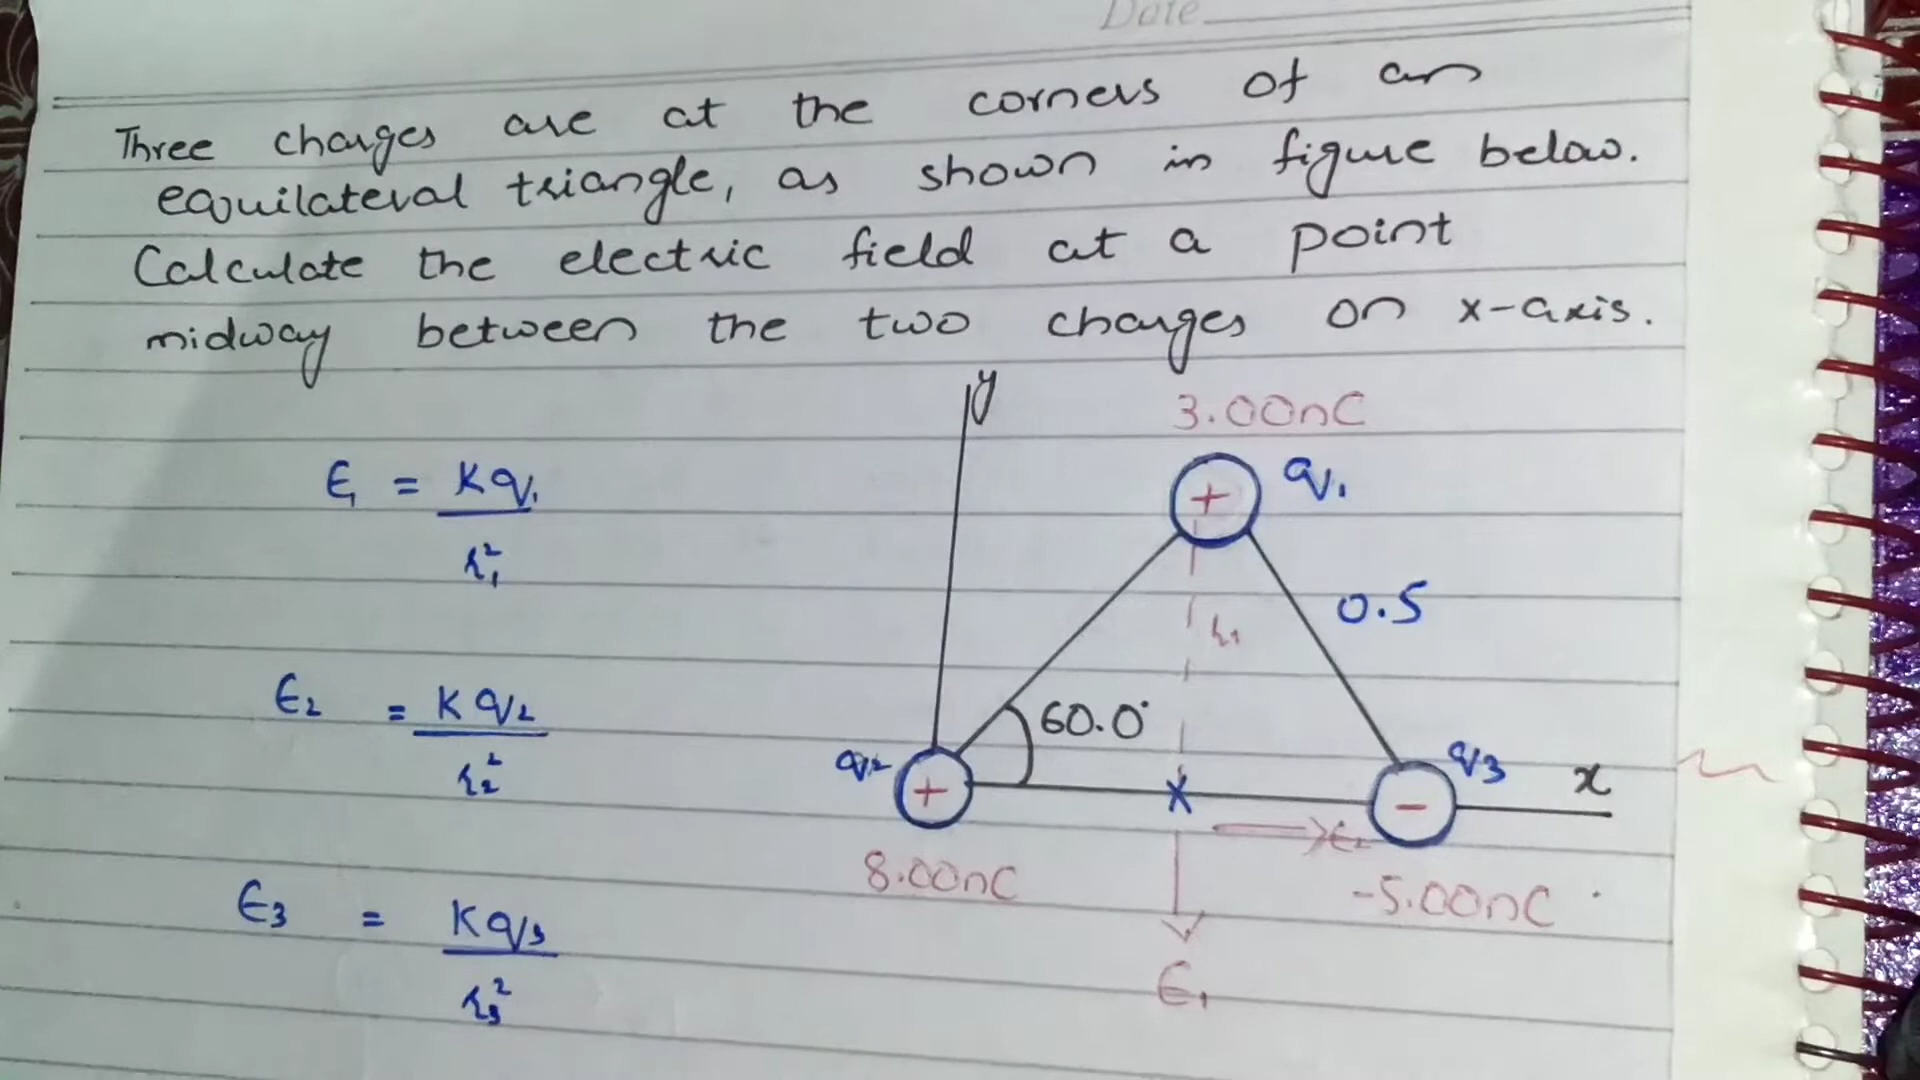 Date
Three charges are at the corners of an
equilateral triangle, as shown in figure below.
Calculate the electric field at a point
midway between the two charges on x-axis.
y
3.00nC
E₁ = Kq₁
r₁²
q₁
0.5
r₁
E₂ = Kq₂
r₂²
60.0°
q₂
q₃
x
E₂
8.00nC
-5.00nC
E₃ = Kq₃
r₃²
E₁